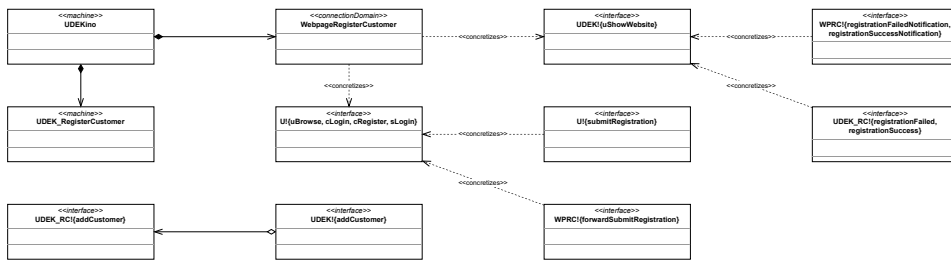 <<machine>>
UDEKino
<<connectionDomain>>
WebpageRegisterCustomer
<<concretizes>>
<<interface>>
UDEK!{uShowWebsite}
<<concretizes>>
<<interface>>
WPRC!{registrationFailedNotification,
registrationSuccessNotification}
<<concretizes>>
<<concretizes>>
<<machine>>
UDEK_RegisterCustomer
<<interface>>
U!{uBrowse, cLogin, cRegister, sLogin}
<<concretizes>>
<<interface>>
U!{submitRegistration}
<<interface>>
UDEK_RC!{registrationFailed,
registrationSuccess}
<<concretizes>>
<<interface>>
UDEK_RC!{addCustomer}
<<interface>>
UDEK!{addCustomer}
<<interface>>
WPRC!{forwardSubmitRegistration}